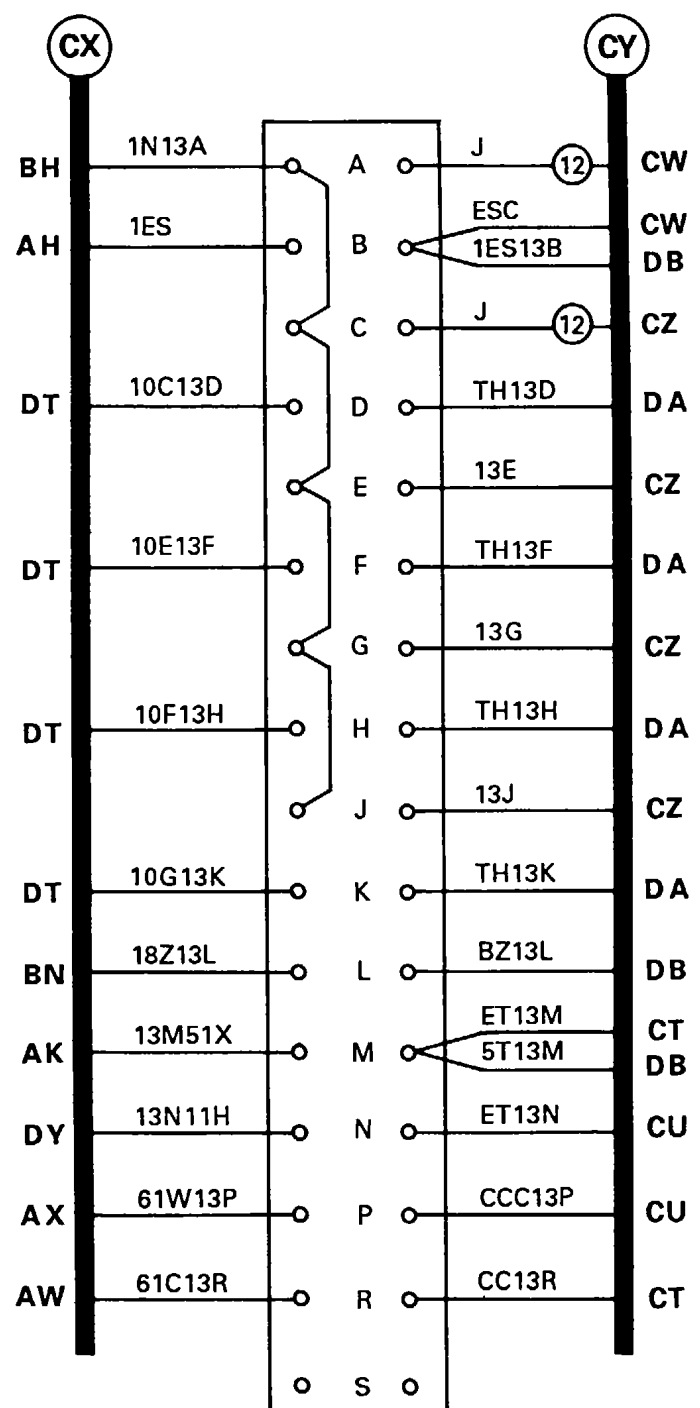 CX CY
BH 1N13A A J 12 CW
AH 1ES B ESC CW
1ES13B DB
C J 12 CZ
DT 10C13D D TH13D DA
E 13E CZ
DT 10E13F F TH13F DA
G 13G CZ
DT 10F13H H TH13H DA
J 13J CZ
DT 10G13K K TH13K DA
BN 18Z13L L BZ13L DB
AK 13M51X M ET13M CT
5T13M DB
DY 13N11H N ET13N CU
AX 61W13P P CCC13P CU
AW 61C13R R CC13R CT
S